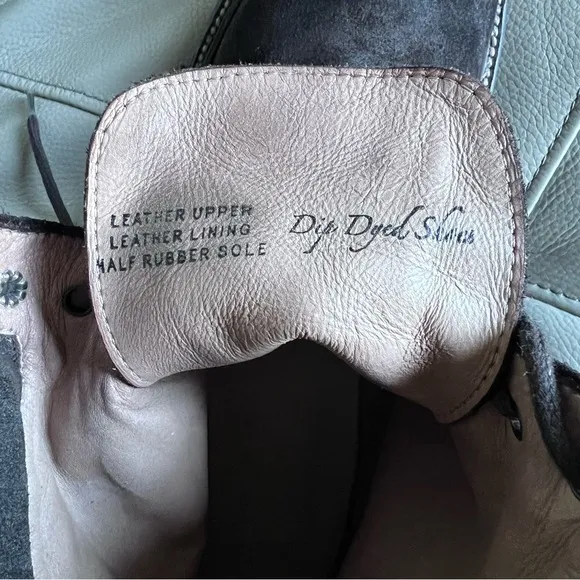 LEATHER UPPER
LEATHER LINING
HALF RUBBER SOLE
Dip Dyed Shoes